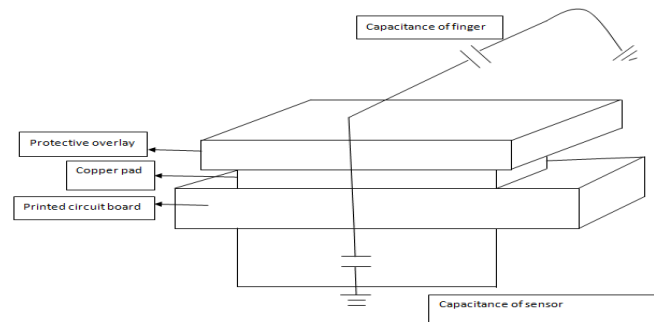 Capacitance of finger
Protective overlay
Copper pad
Printed circuit board
Capacitance of sensor